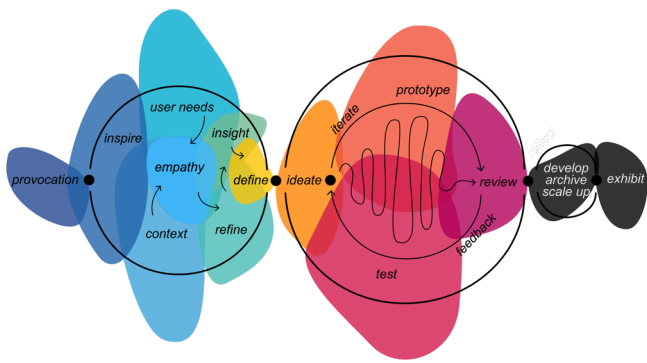 provocation
inspire
user needs
empathy
context
insight
refine
define
ideate
iterate
prototype
test
feedback
review
develop
archive
scale up
exhibit